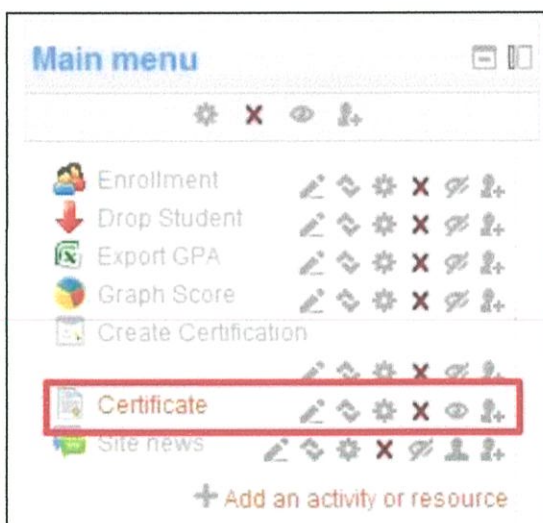 Main menu
Enrollment
Drop Student
Export GPA
Graph Score
Create Certification
Certificate
Site news
Add an activity or resource